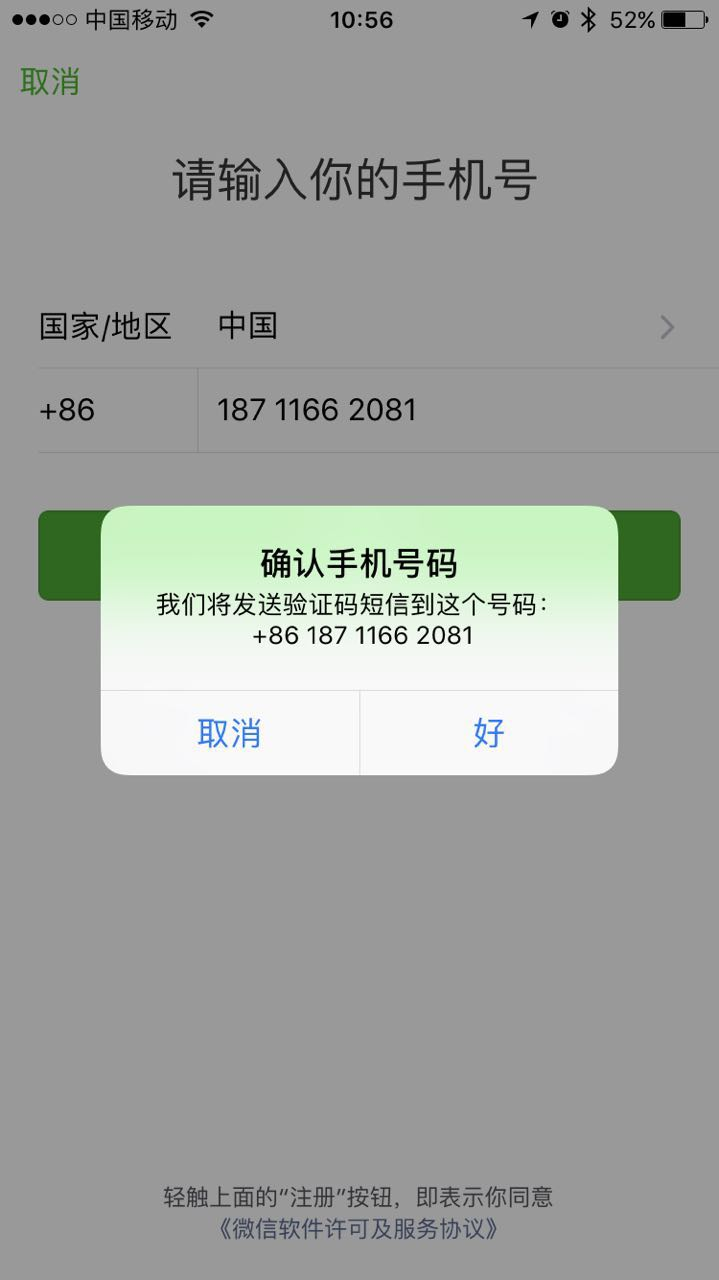 中国移动
10:56
52%
取消
请输入你的手机号
国家/地区 中国
+86 187 1166 2081
确认手机号码
我们将发送验证码短信到这个号码:
+86 187 1166 2081
取消 好
轻触上面的“注册”按钮，即表示你同意
《微信软件许可及服务协议》